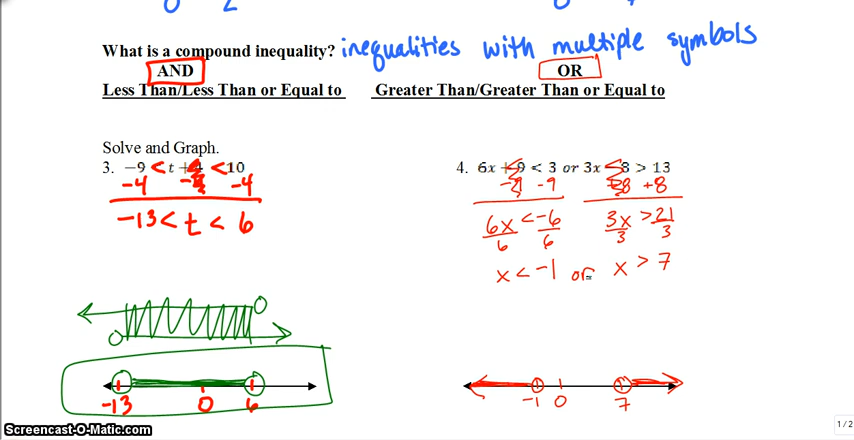 What is a compound inequality? inequalities with multiple symbols
AND OR
Less Than/Less Than or Equal to Greater Than/Greater Than or Equal to
Solve and Graph.
3. −9 < t + 4 < 10
-4 -4 -4
-13 < t < 6
-13 0 6
4. 6x + 9 < 3 or 3x − 8 > 13
-9 -9 +8 +8
6x < -6 3x > 21
6 6 3 3
x < -1 or x > 7
-1 0 7
Screencast-O-Matic.com
1 / 2